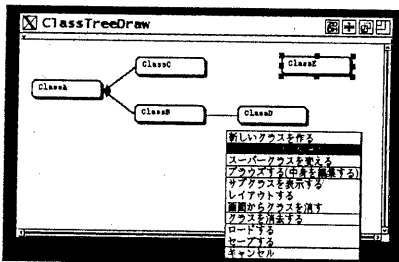 ClassTreeDraw
ClassC
ClassZ
ClassA
ClassB
ClassD
新しいクラスを作る
スーパークラスを変える
ブラウズする(中身を編集する)
サブクラスを表示する
レイアウトする
画面からクラスを消す
クラスを消去する
ロードする
セーブする
キャンセル